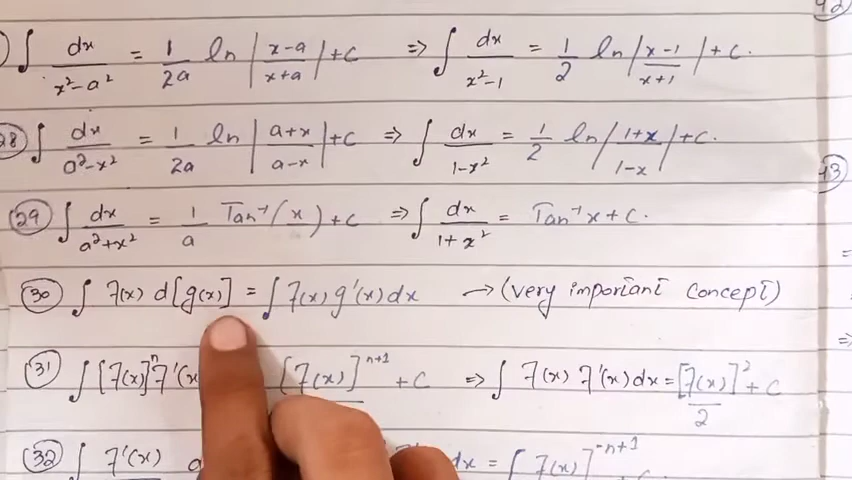 ) ∫ dx/(x²-a²) = 1/2a ln |(x-a)/(x+a)| + C ⇒ ∫ dx/(x²-1) = 1/2 ln |(x-1)/(x+1)| + C.
28 ∫ dx/(a²-x²) = 1/2a ln |(a+x)/(a-x)| + C ⇒ ∫ dx/(1-x²) = 1/2 ln |(1+x)/(1-x)| + C.
29 ∫ dx/(a²+x²) = 1/a Tan⁻¹(x/) + C ⇒ ∫ dx/(1+x²) = Tan⁻¹x + C.
30 ∫ f(x) d[g(x)] = ∫ f(x) g'(x) dx → (very important concept)
31 ∫ [f(x)]ⁿ f'(x [f(x)]ⁿ⁺¹ + C ⇒ ∫ f(x) f'(x) dx = [f(x)]²/2 + C
32 ∫ f'(x) dx = ∫ f(x)]⁻ⁿ⁺¹